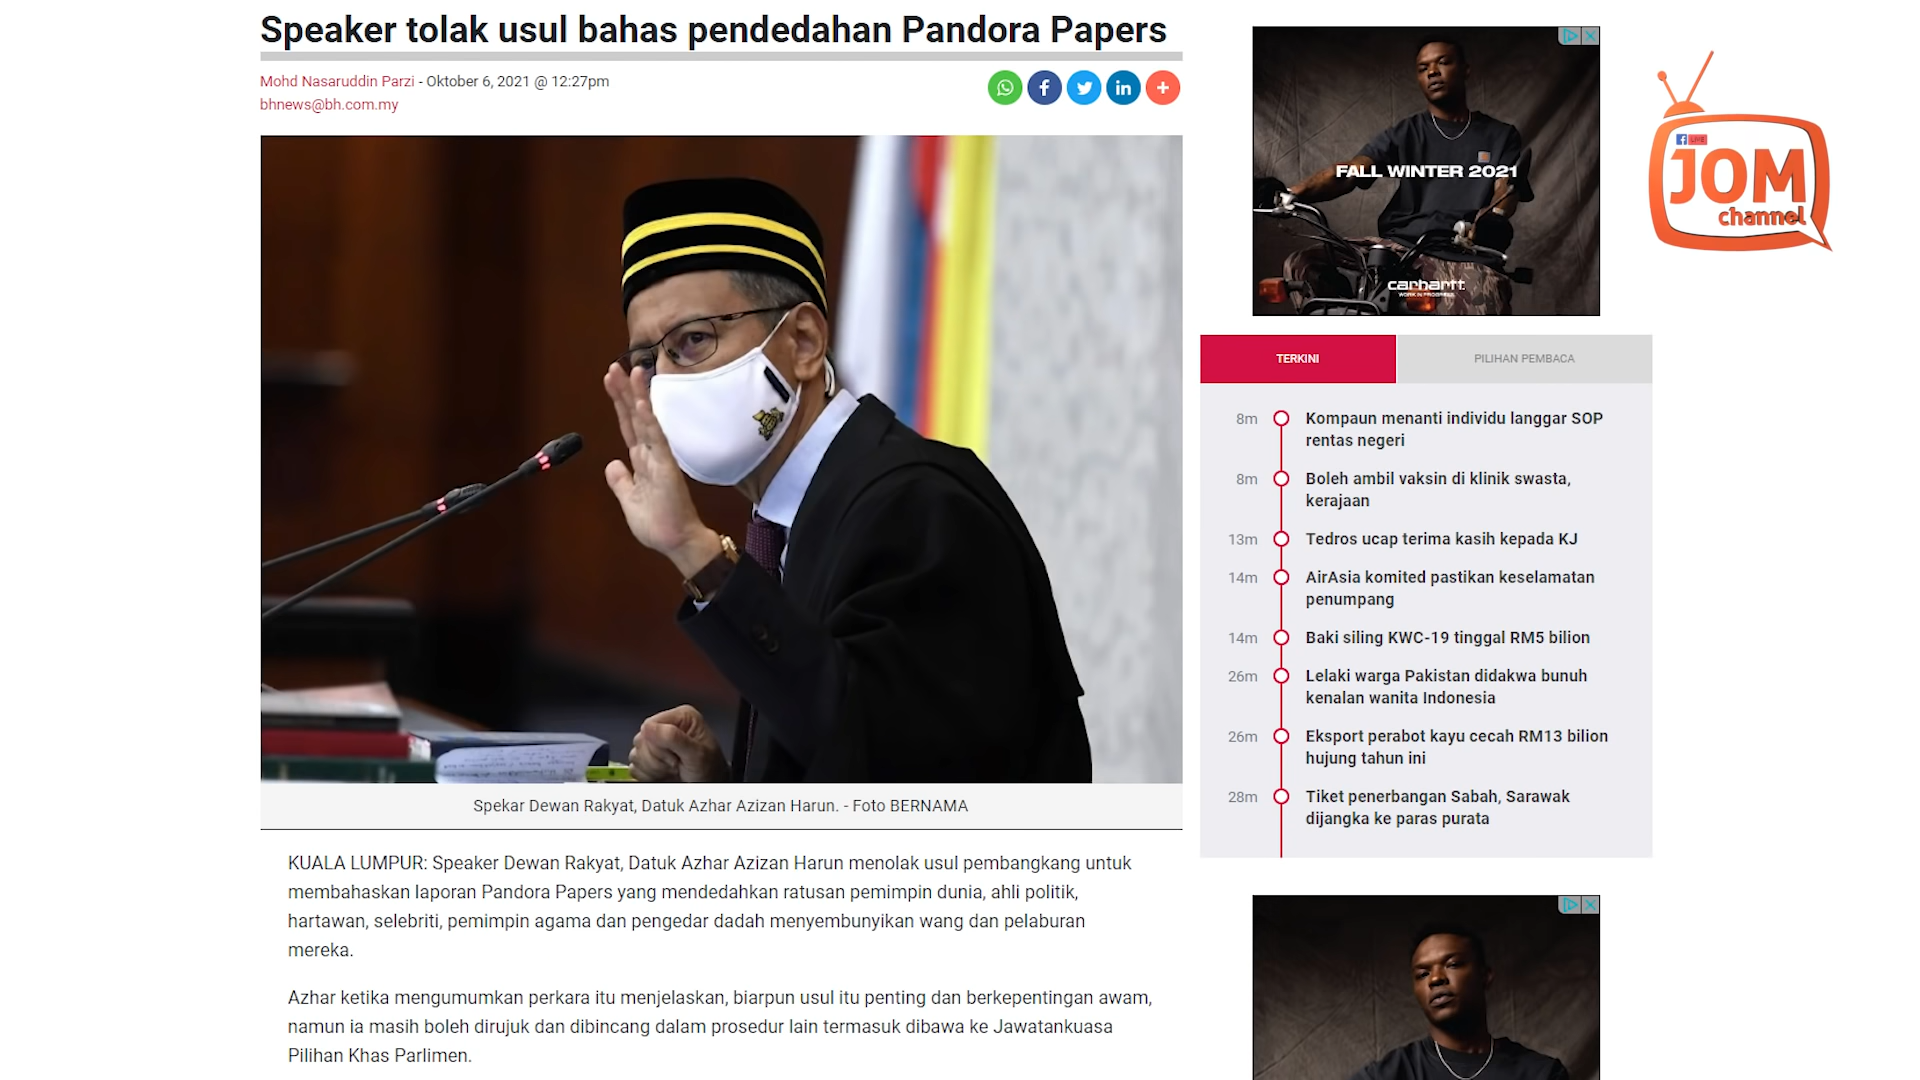 Speaker tolak usul bahas pendedahan Pandora Papers
Mohd Nasaruddin Parzi - Oktober 6, 2021 @ 12:27pm
bhnews@bh.com.my
Spekar Dewan Rakyat, Datuk Azhar Azizan Harun. - Foto BERNAMA
KUALA LUMPUR: Speaker Dewan Rakyat, Datuk Azhar Azizan Harun menolak usul pembangkang untuk
membahaskan laporan Pandora Papers yang mendedahkan ratusan pemimpin dunia, ahli politik,
hartawan, selebriti, pemimpin agama dan pengedar dadah menyembunyikan wang dan pelaburan
mereka.
Azhar ketika mengumumkan perkara itu menjelaskan, biarpun usul itu penting dan berkepentingan awam,
namun ia masih boleh dirujuk dan dibincang dalam prosedur lain termasuk dibawa ke Jawatankuasa
Pilihan Khas Parlimen.
FALL WINTER 2021
carhartt
WORK IN PROGRESS
LIVE
JOM
channel
TERKINI
PILIHAN PEMBACA
8m
Kompaun menanti individu langgar SOP
rentas negeri
8m
Boleh ambil vaksin di klinik swasta,
kerajaan
13m
Tedros ucap terima kasih kepada KJ
14m
AirAsia komited pastikan keselamatan
penumpang
14m
Baki siling KWC-19 tinggal RM5 bilion
26m
Lelaki warga Pakistan didakwa bunuh
kenalan wanita Indonesia
26m
Eksport perabot kayu cecah RM13 bilion
hujung tahun ini
28m
Tiket penerbangan Sabah, Sarawak
dijangka ke paras purata